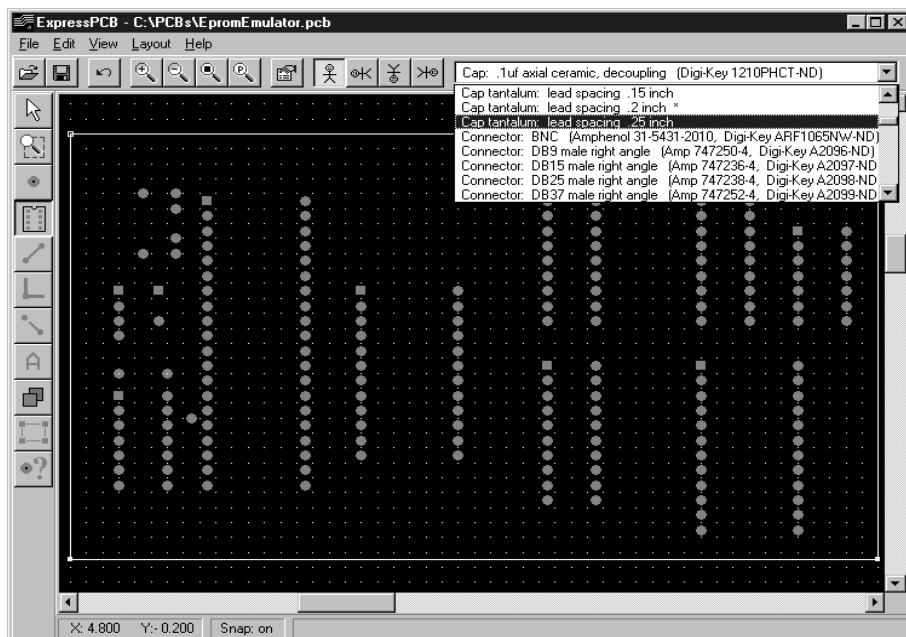 ExpressPCB - C:\PCBs\EpromEmulator.pcb
File Edit View Layout Help
Cap: .1uf axial ceramic, decoupling (Digi-Key 1210PHCT-ND)
Cap tantalum: lead spacing .15 inch
Cap tantalum: lead spacing .2 inch *
Cap tantalum: lead spacing .25 inch
Connector: BNC (Amphenol 31-5431-2010, Digi-Key ARF1065NW-ND)
Connector: DB9 male right angle (Amp 747250-4, Digi-Key A2096-ND)
Connector: DB15 male right angle (Amp 747236-4, Digi-Key A2097-ND
Connector: DB25 male right angle (Amp 747238-4, Digi-Key A2098-ND
Connector: DB37 male right angle (Amp 747252-4, Digi-Key A2099-ND
P
A
?
X: 4.800 Y:- 0.200 Snap: on